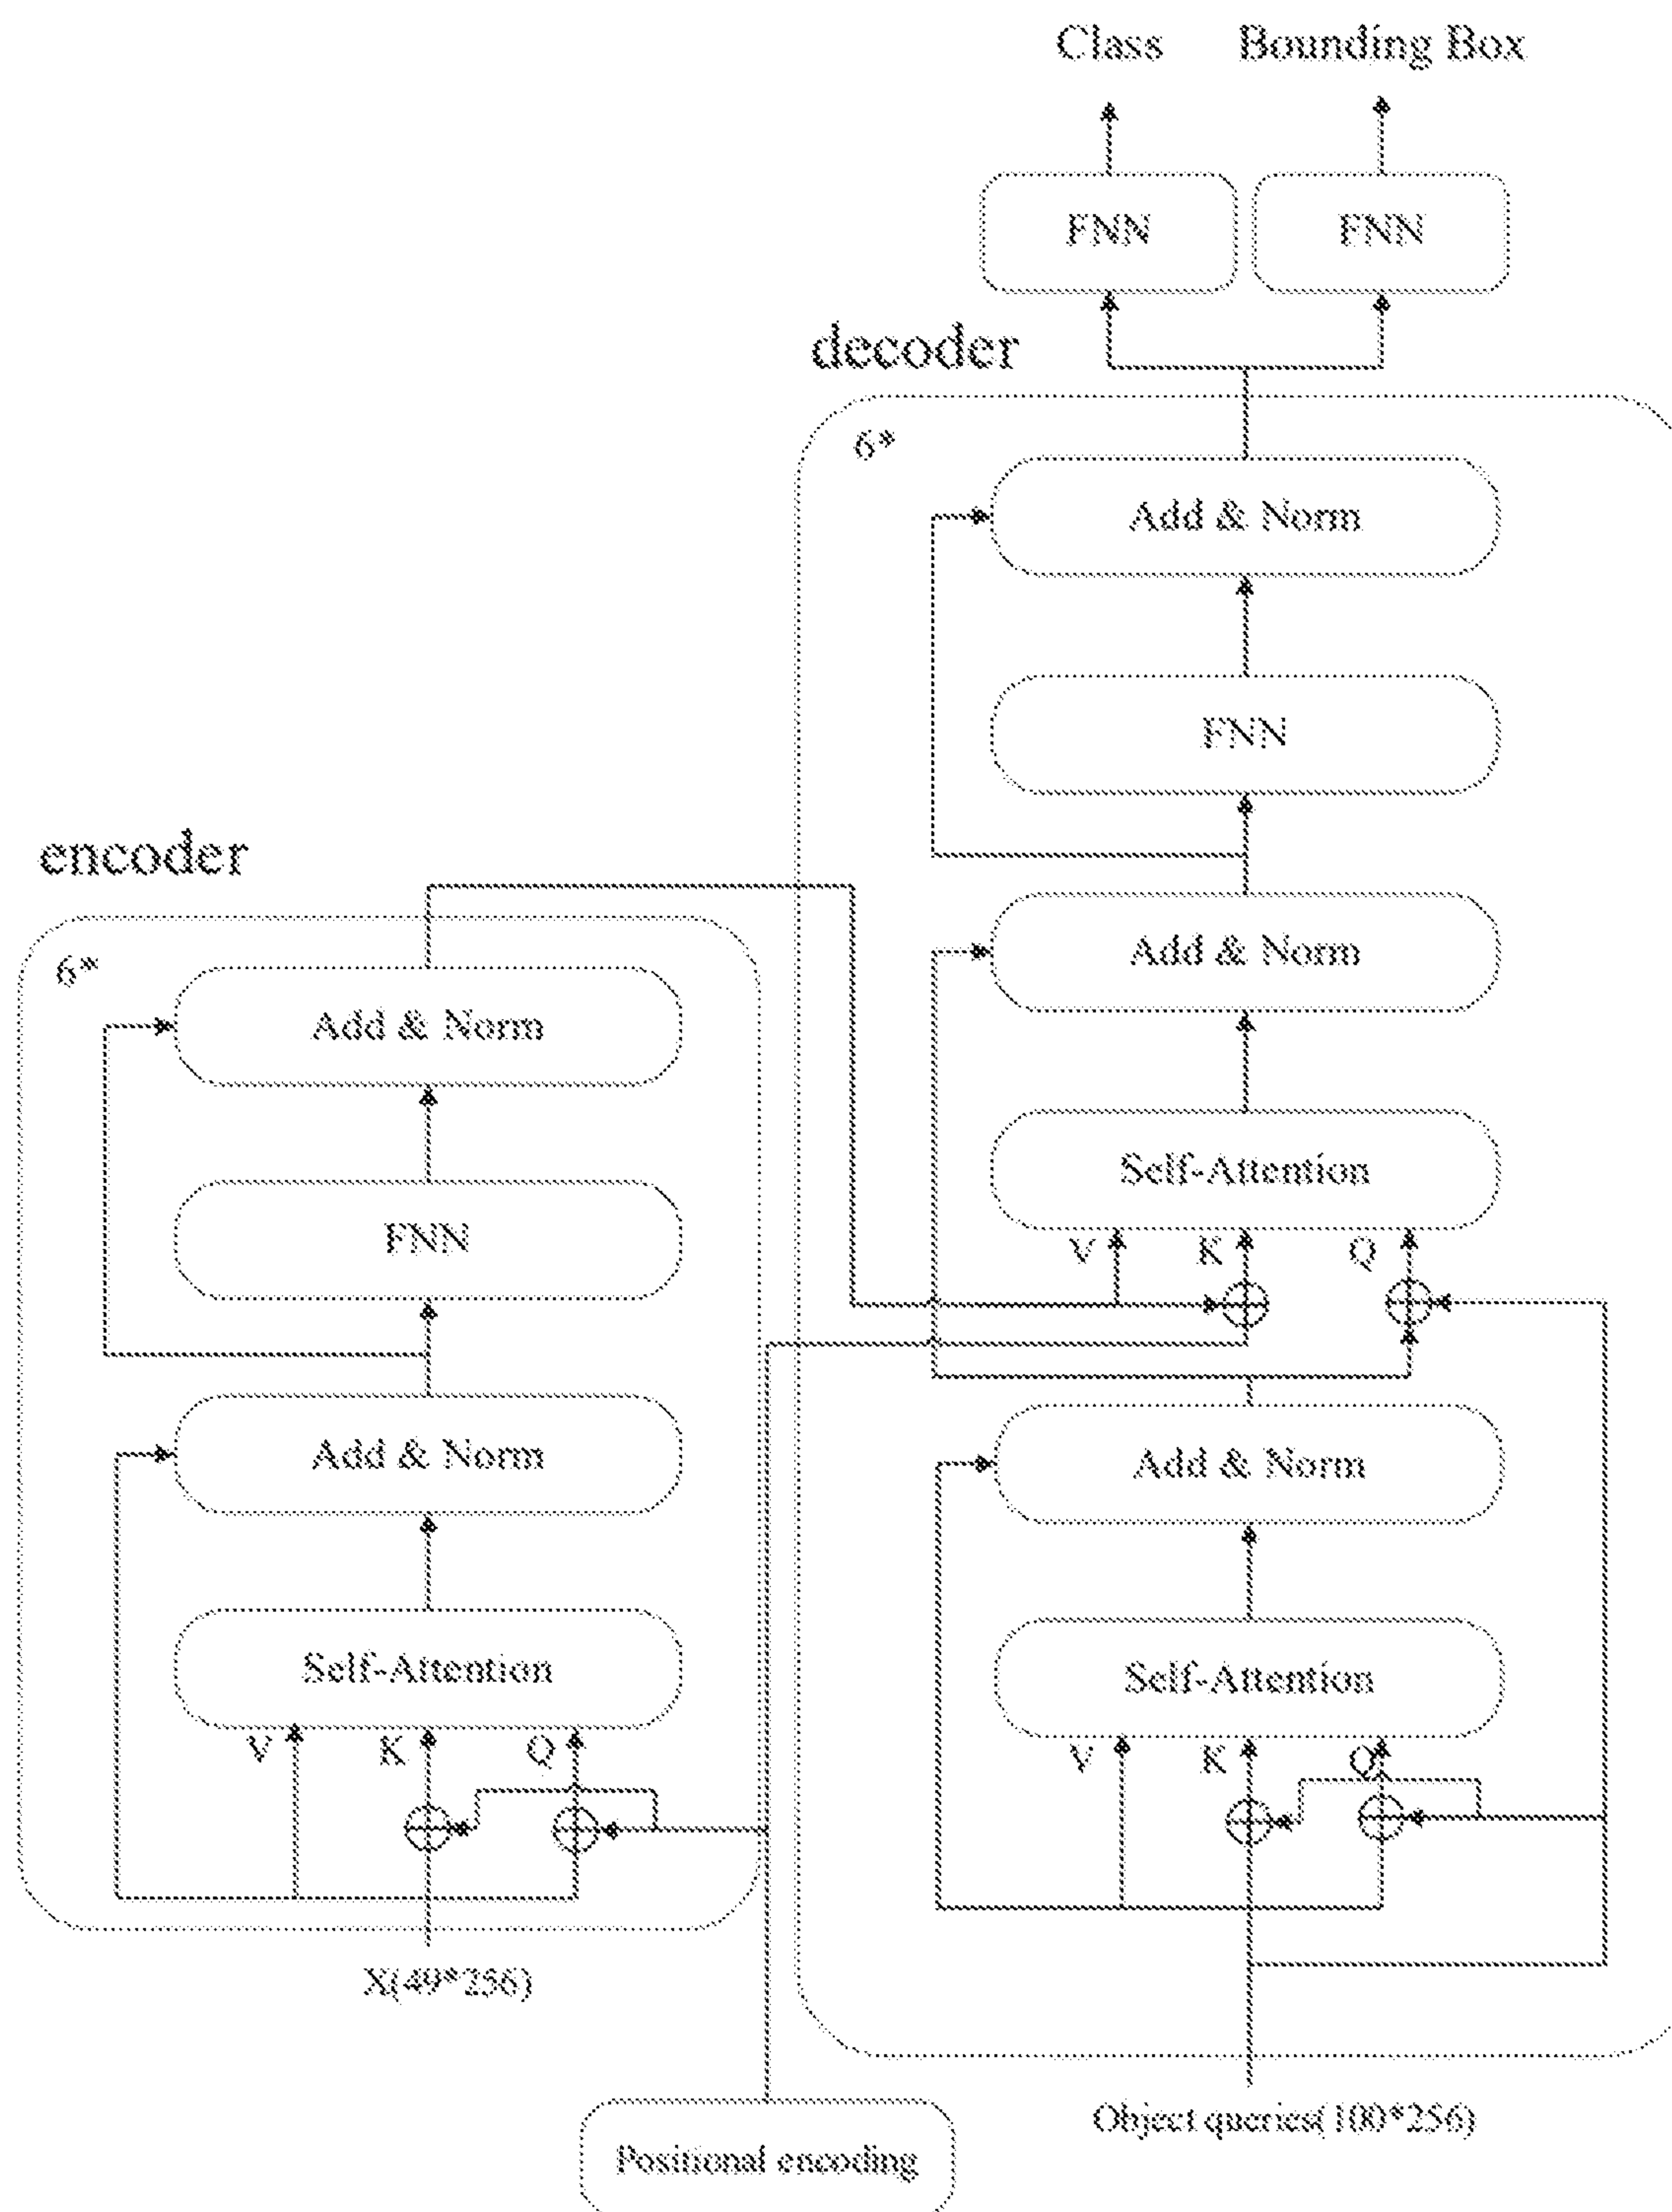 Class Bounding Box
FNN FNN
decoder
6*
Add & Norm
FNN
Add & Norm
Self-Attention
V K Q
Add & Norm
Self-Attention
V K Q
Object queries(100*256)
encoder
6*
Add & Norm
FNN
Add & Norm
Self-Attention
V K Q
X(49*256)
Positional encoding